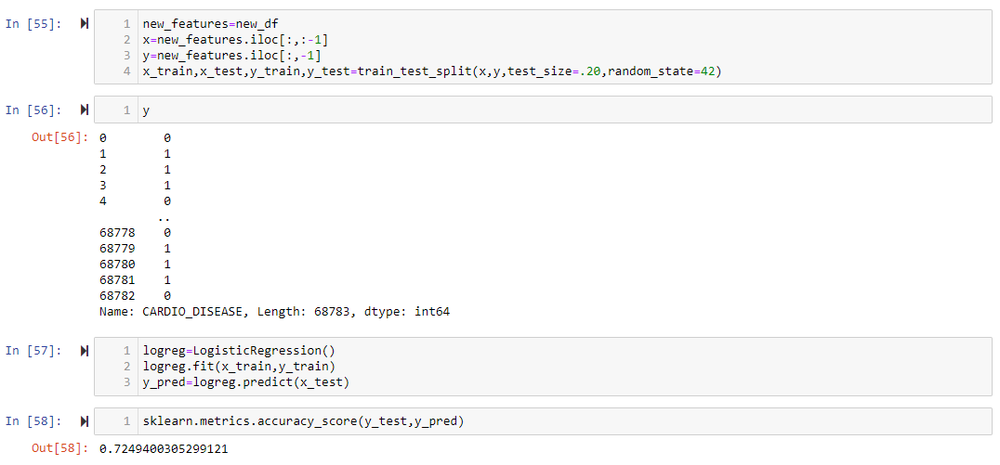 In [55]: 1 new_features=new_df
2 x=new_features.iloc[:,:-1]
3 y=new_features.iloc[:,-1]
4 x_train,x_test,y_train,y_test=train_test_split(x,y,test_size=.20,random_state=42)
In [56]: 1 y
Out[56]: 0 0
1 1
2 1
3 1
4 0
..
68778 0
68779 1
68780 1
68781 1
68782 0
Name: CARDIO_DISEASE, Length: 68783, dtype: int64
In [57]: 1 logreg=LogisticRegression()
2 logreg.fit(x_train,y_train)
3 y_pred=logreg.predict(x_test)
In [58]: 1 sklearn.metrics.accuracy_score(y_test,y_pred)
Out[58]: 0.7249400305299121